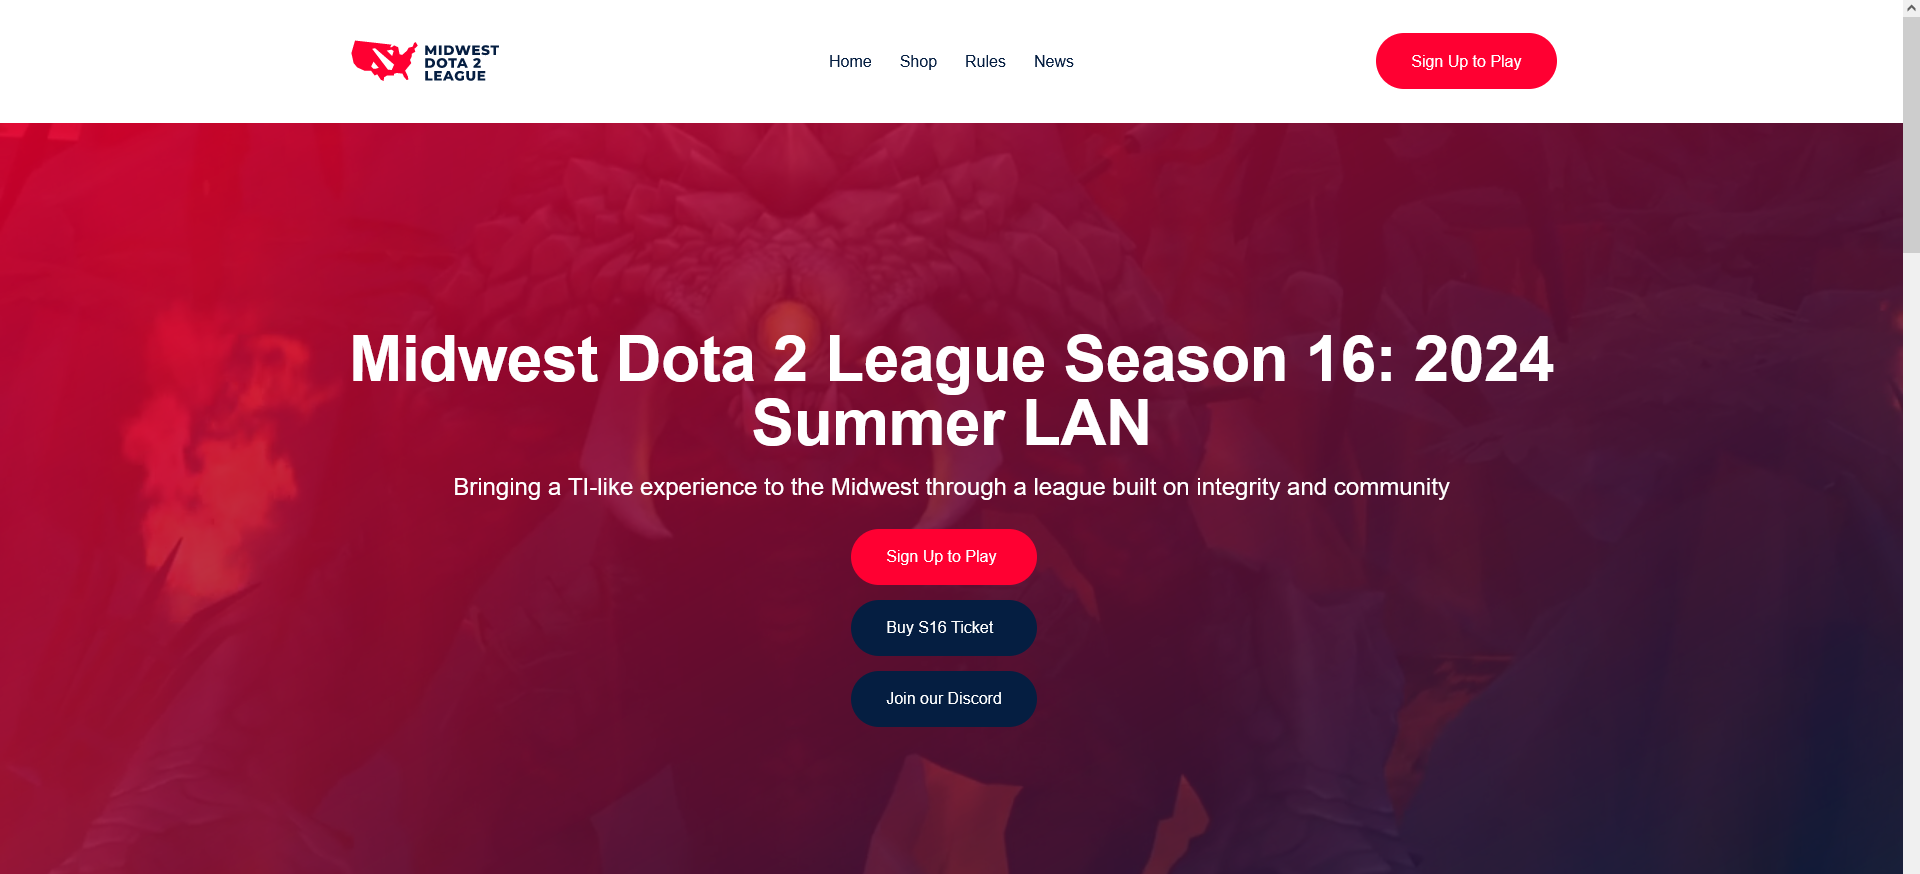 MIDWEST
DOTA 2
LEAGUE
Home
Shop
Rules
News
Sign Up to Play
Midwest Dota 2 League Season 16: 2024
Summer LAN
Bringing a TI-like experience to the Midwest through a league built on integrity and community
Sign Up to Play
Buy S16 Ticket
Join our Discord